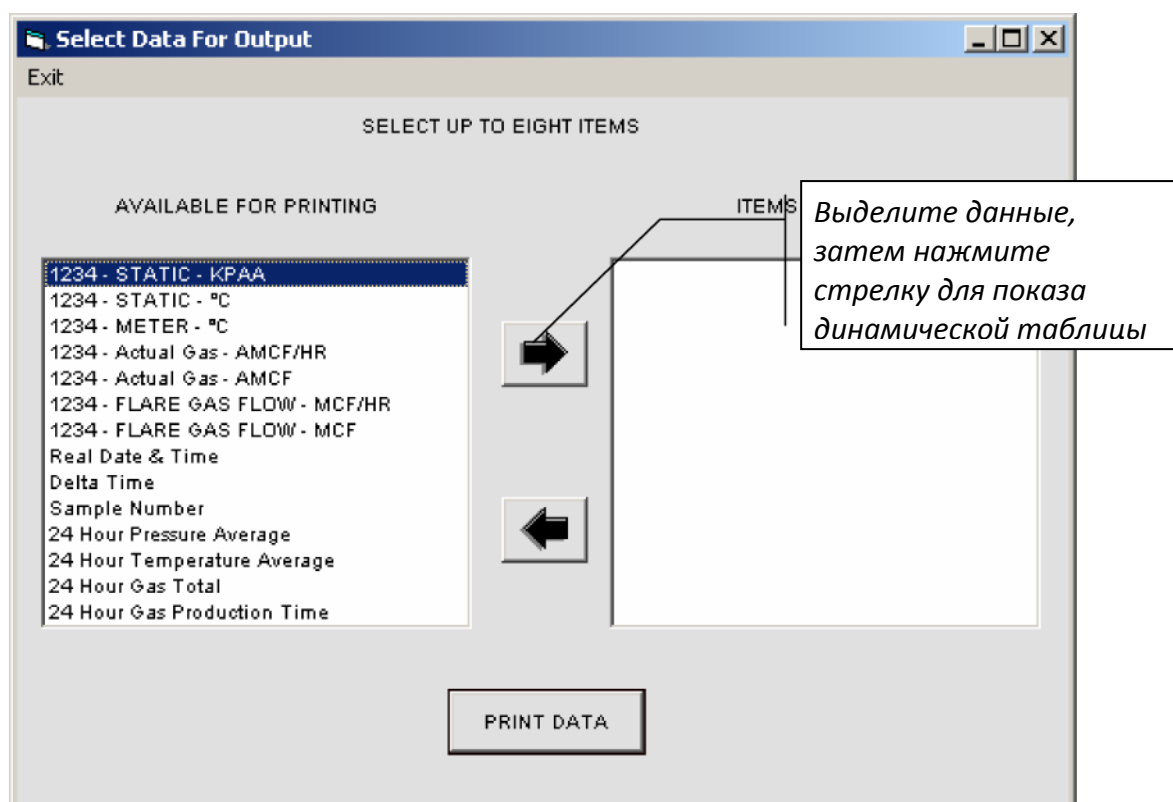 Select Data For Output
Exit
SELECT UP TO EIGHT ITEMS
AVAILABLE FOR PRINTING
ITEMS
Выделите данные,
затем нажмите
стрелку для показа
динамической таблицы
1234 - STATIC - KPAA
1234 - STATIC - ºC
1234 - METER - ºC
1234 - Actual Gas - AMCF/HR
1234 - Actual Gas - AMCF
1234 - FLARE GAS FLOW - MCF/HR
1234 - FLARE GAS FLOW - MCF
Real Date & Time
Delta Time
Sample Number
24 Hour Pressure Average
24 Hour Temperature Average
24 Hour Gas Total
24 Hour Gas Production Time
PRINT DATA